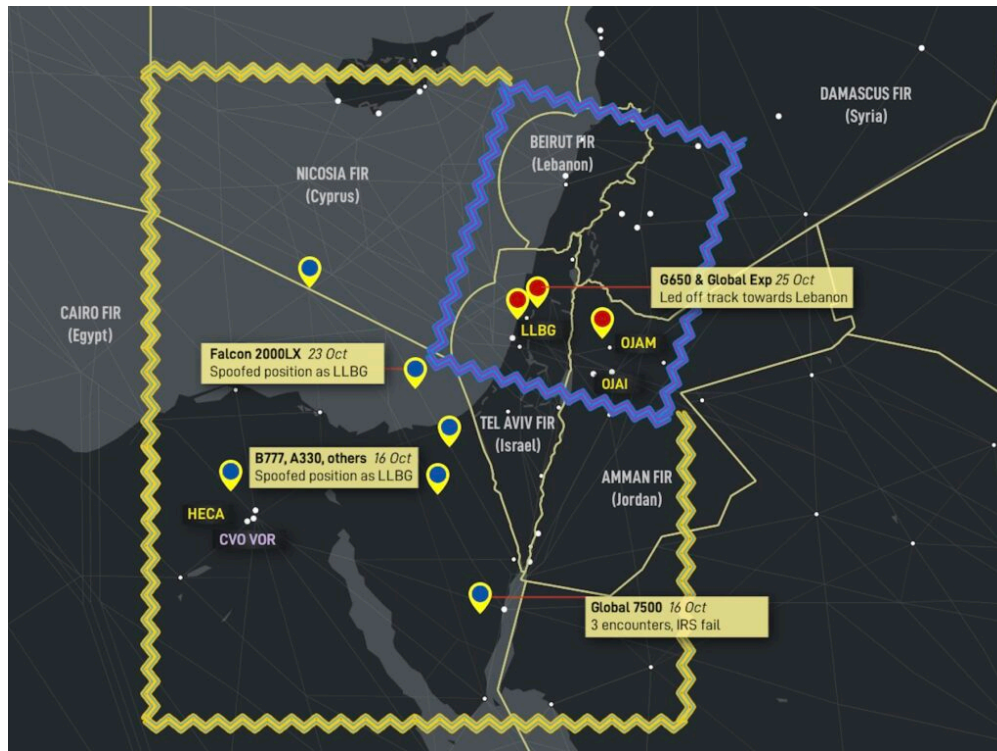 DAMASCUS FIR
(Syria)
BEIRUT FIR
(Lebanon)
NICOSIA FIR
(Cyprus)
G650 & Global Exp 25 Oct
Led off track towards Lebanon
CAIRO FIR
(Egypt)
LLBG
OJAM
Falcon 2000LX 23 Oct
Spoofed position as LLBG
OJAI
TEL AVIV FIR
(Israel)
B777, A330, others 16 Oct
Spoofed position as LLBG
AMMAN FIR
(Jordan)
HECA
CVO VOR
Global 7500 16 Oct
3 encounters, IRS fail